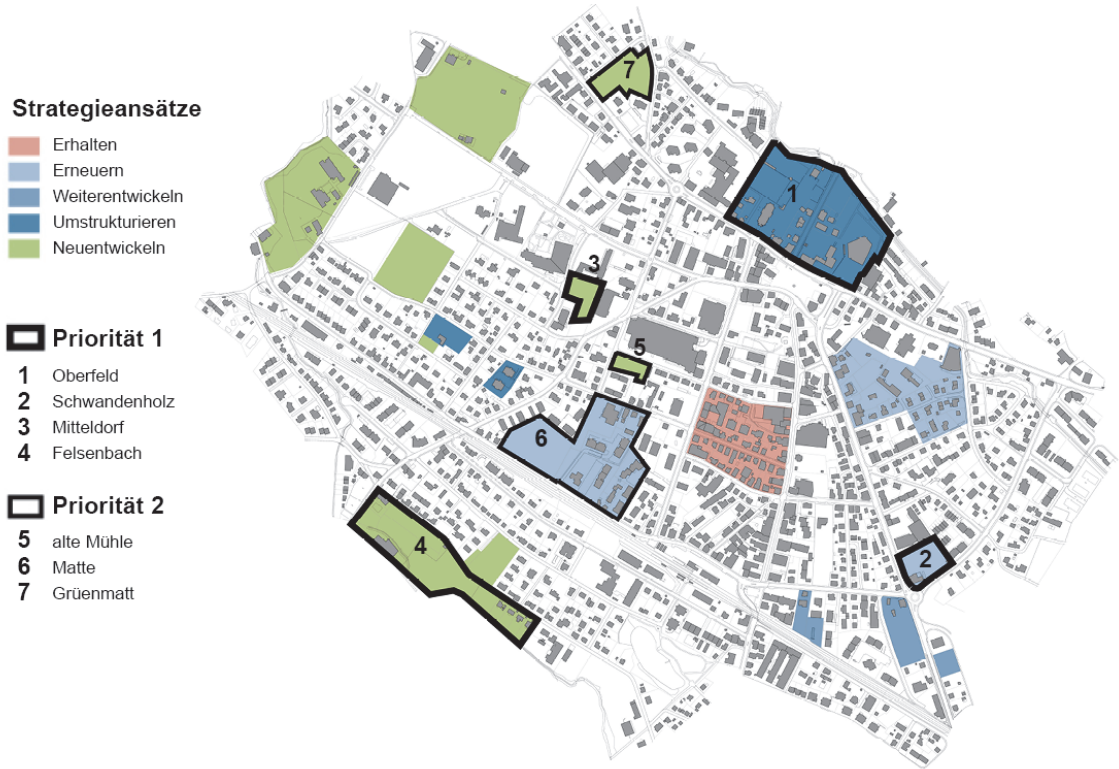 Strategieansätze
Erhalten
Erneuern
Weiterentwickeln
Umstrukturieren
Neuentwickeln
Priorität 1
1 Oberfeld
2 Schwandenholz
3 Mitteldorf
4 Felsenbach
Priorität 2
5 alte Mühle
6 Matte
7 Grüenmatt
7
1
3
5
6
4
2